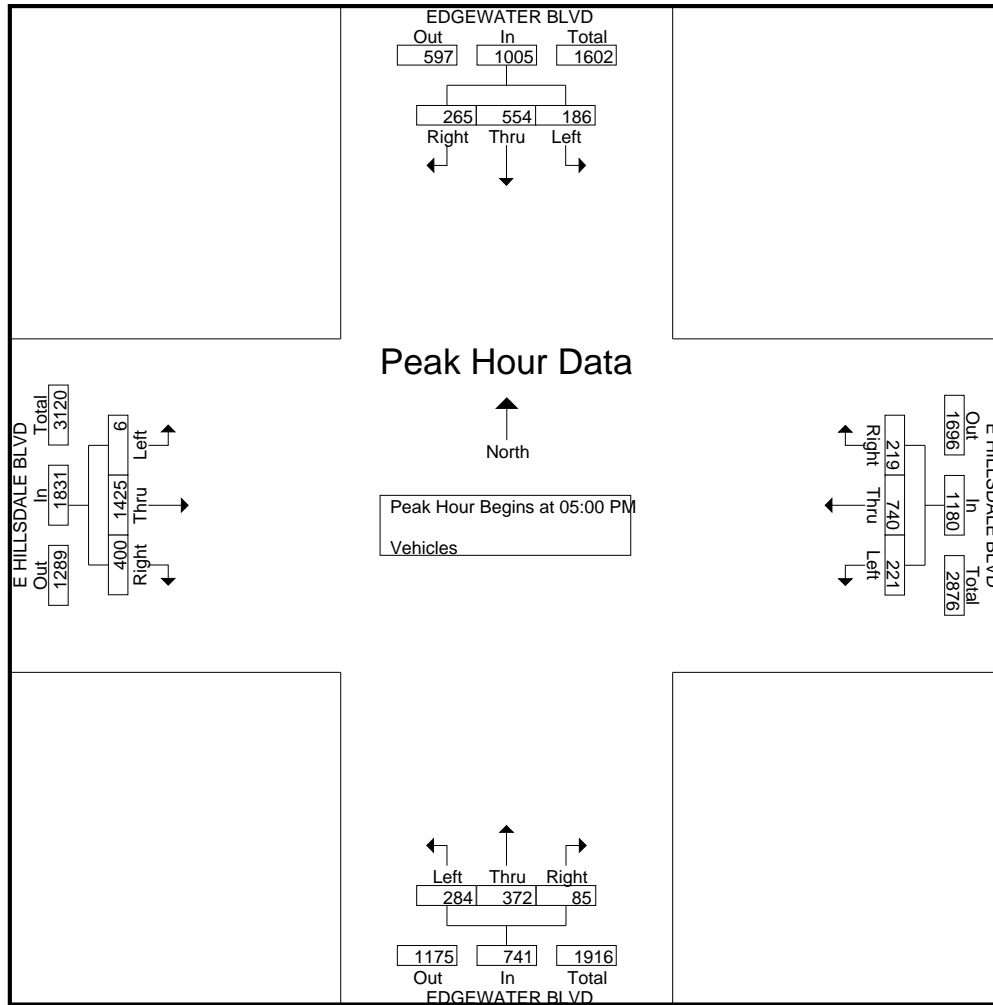 EDGEWATER BLVD
Out In Total
597 1005 1602
265 554 186
Right Thru Left
Peak Hour Data
North
Peak Hour Begins at 05:00 PM
Vehicles
E HILLSDALE BLVD
Total In Out
3120 1831 1289
6 1425 400
Left Thru Right
E HILLSDALE BLVD
Out In Total
1696 1180 2876
219 740 221
Right Thru Left
Left Thru Right
284 372 85
1175 741 1916
Out In Total
EDGEWATER BLVD